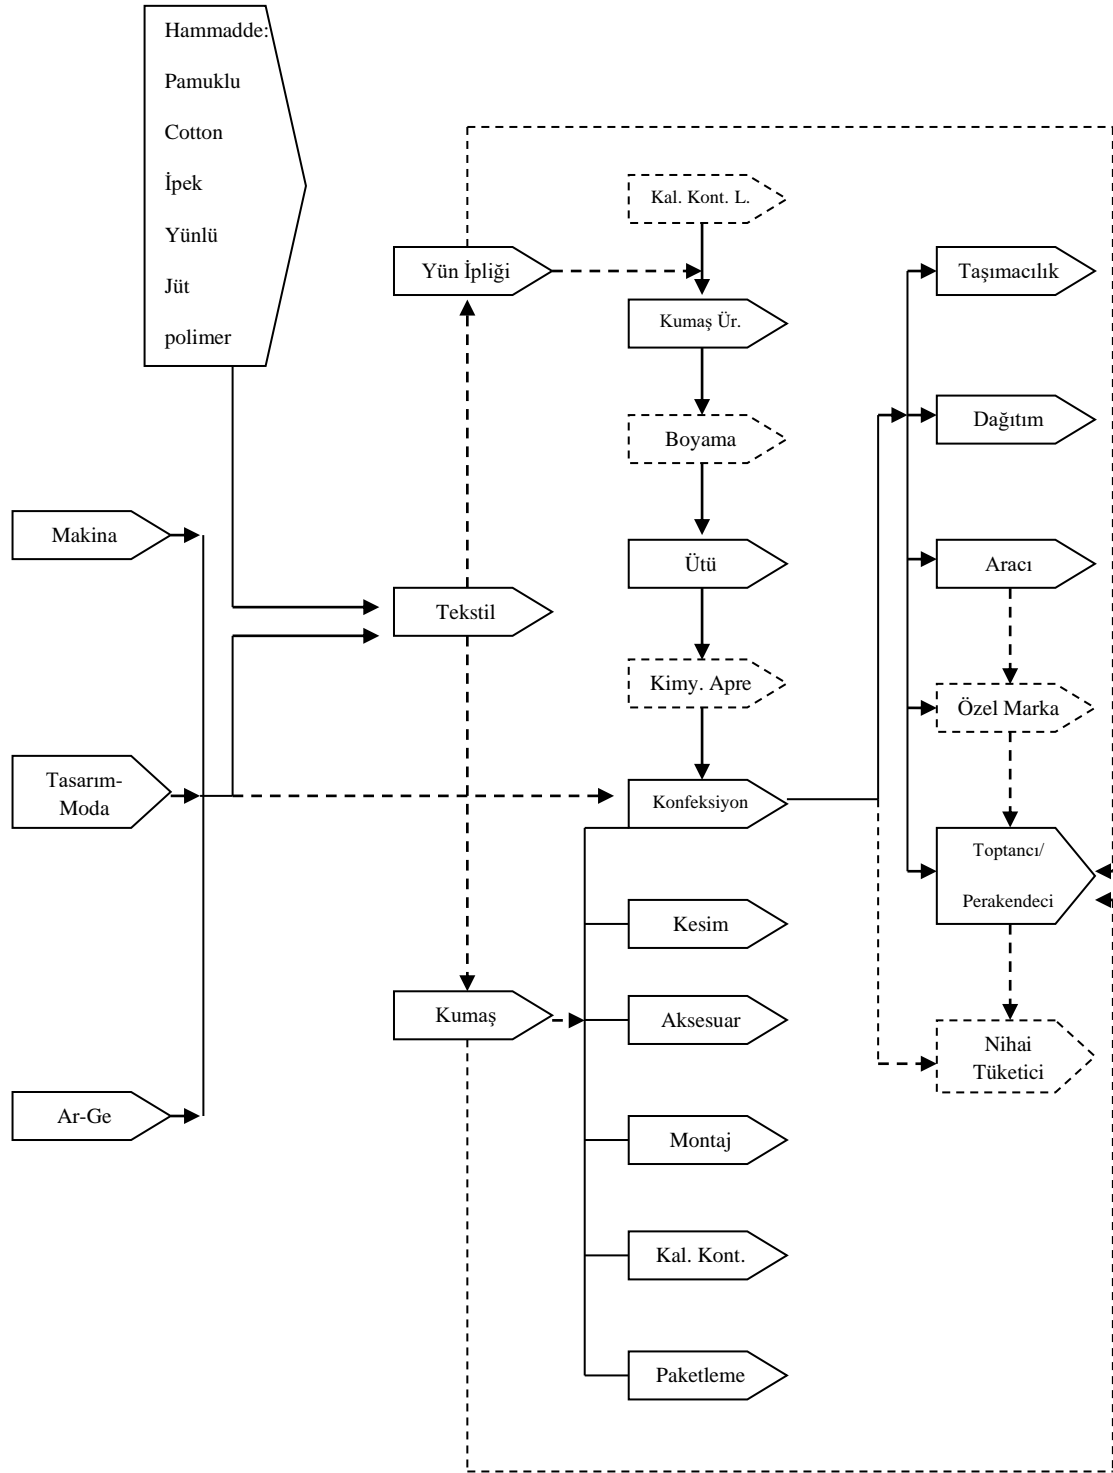 Hammadde:
Pamuklu
Cotton
İpek
Yünlü
Jüt
polimer
Kal. Kont. L.
Yün İpliği
Taşımacılık
Kumaş Ür.
Dağıtım
Boyama
Makina
Ütü
Aracı
Tekstil
Kimy. Apre
Özel Marka
Tasarım-
Moda
Konfeksiyon
Toptancı/
Perakendeci
Kesim
Kumaş
Aksesuar
Nihai
Tüketici
Ar-Ge
Montaj
Kal. Kont.
Paketleme